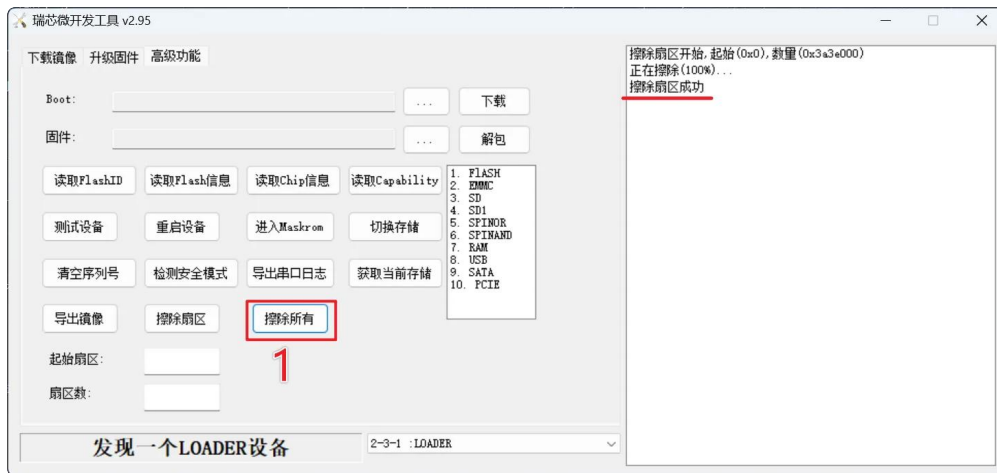 瑞芯微开发工具 v2.95
下载镜像 升级固件 高级功能
Boot: ... 下载
固件: ... 解包
读取FlashID 读取Flash信息 读取Chip信息 读取Capability
测试设备 重启设备 进入Maskrom 切换存储
清空序列号 检测安全模式 导出串口日志 获取当前存储
导出镜像 擦除扇区 擦除所有
1
起始扇区:
扇区数:
1. FLASH
2. EMMC
3. SD
4. SD1
5. SPINOR
6. SPINAND
7. RAM
8. USB
9. SATA
10. PCIE
发现一个LOADER设备 2-3-1 :LOADER
擦除扇区开始,起始(0x0),数量(0x3a3e000)
正在擦除(100%)...
擦除扇区成功